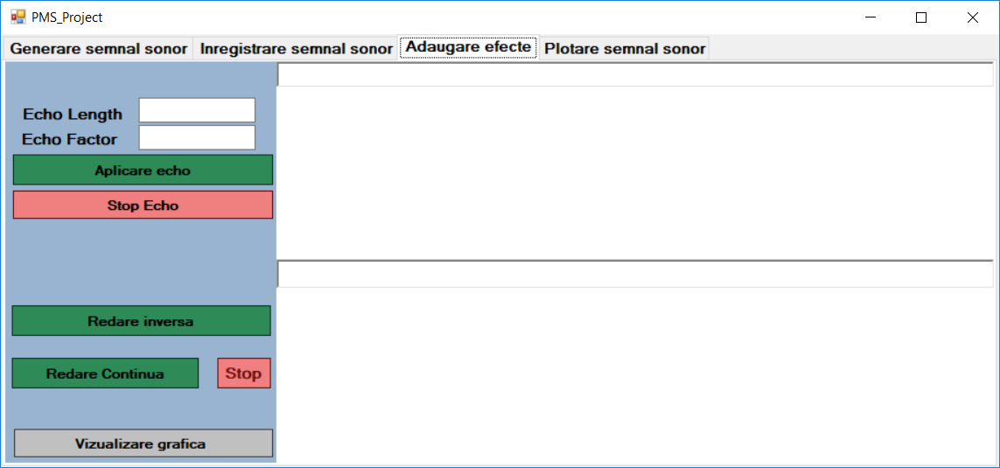 PMS_Project
Generare semnal sonor Inregistrare semnal sonor Adaugare efecte Plotare semnal sonor
Echo Length
Echo Factor
Aplicare echo
Stop Echo
Redare inversa
Redare Continua Stop
Vizualizare grafica